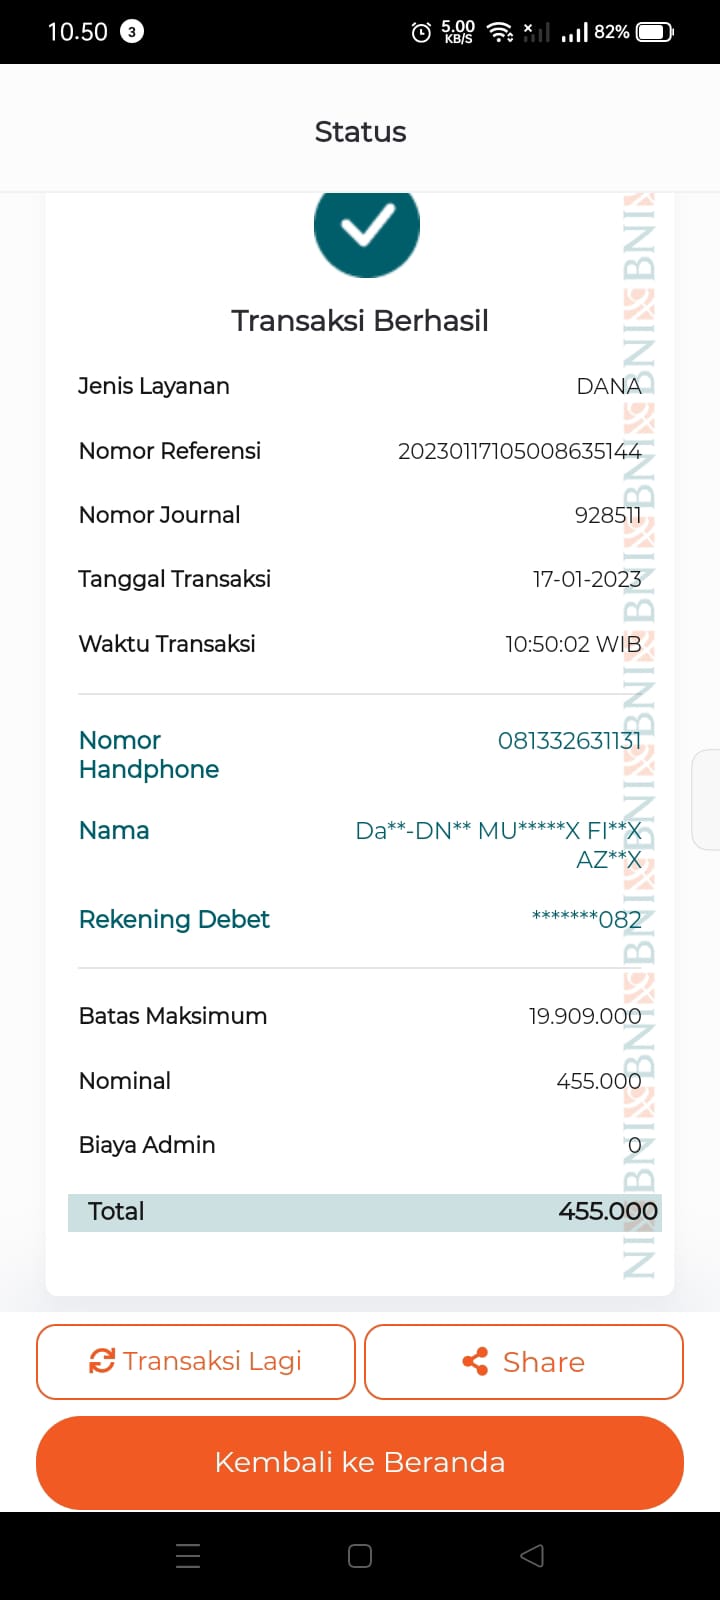 10.50 3 5.00 KB/S 82%
Status
Transaksi Berhasil
Jenis Layanan DANA
Nomor Referensi 20230117105008635144
Nomor Journal 928511
Tanggal Transaksi 17-01-2023
Waktu Transaksi 10:50:02 WIB
Nomor Handphone 081332631131
Nama Da**-DN** MU*****X FI**X
AZ**X
Rekening Debet *******082
Batas Maksimum 19.909.000
Nominal 455.000
Biaya Admin 0
Total 455.000
BNI BNI BNI BNI BNI BNI BNI BNI BNI NI
Transaksi Lagi
Share
Kembali ke Beranda